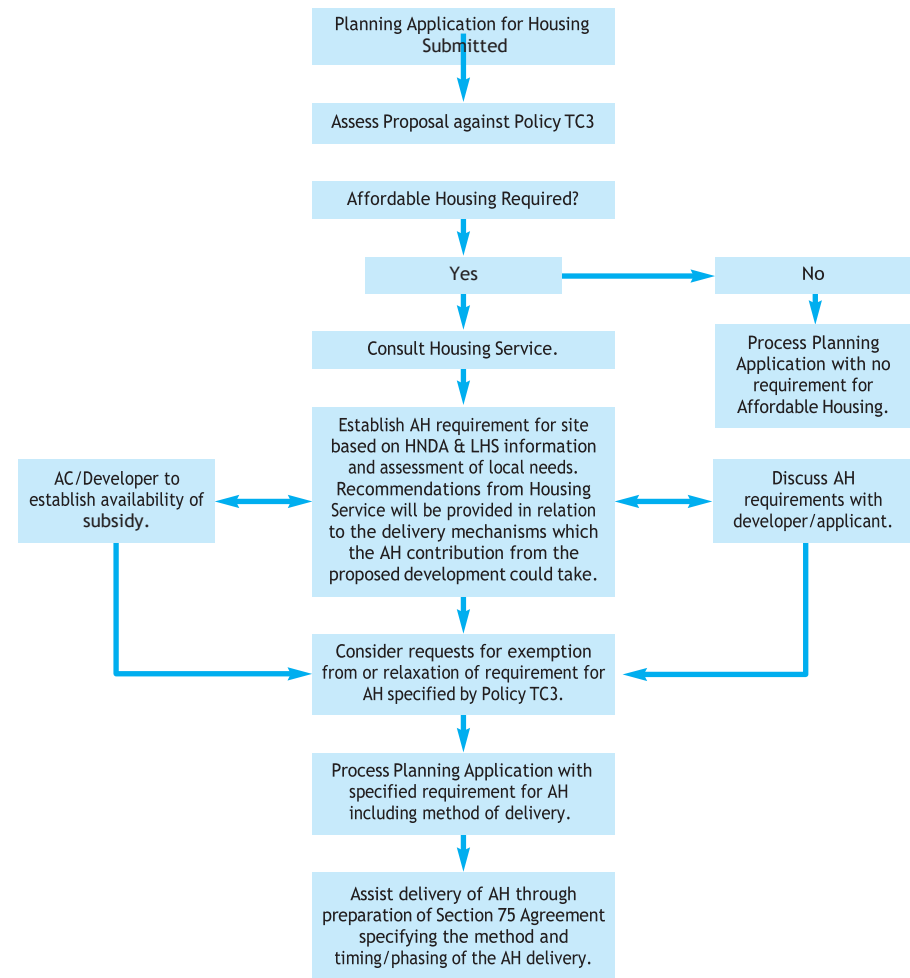 Planning Application for Housing
Submitted
Assess Proposal against Policy TC3
Affordable Housing Required?
Yes
No
Consult Housing Service.
Process Planning
Application with no
requirement for
Affordable Housing.
Establish AH requirement for site
based on HNDA & LHS information
and assessment of local needs.
Recommendations from Housing
Service will be provided in relation
to the delivery mechanisms which
the AH contribution from the
proposed development could take.
AC/Developer to
establish availability of
subsidy.
Discuss AH
requirements with
developer/applicant.
Consider requests for exemption
from or relaxation of requirement for
AH specified by Policy TC3.
Process Planning Application with
specified requirement for AH
including method of delivery.
Assist delivery of AH through
preparation of Section 75 Agreement
specifying the method and
timing/phasing of the AH delivery.